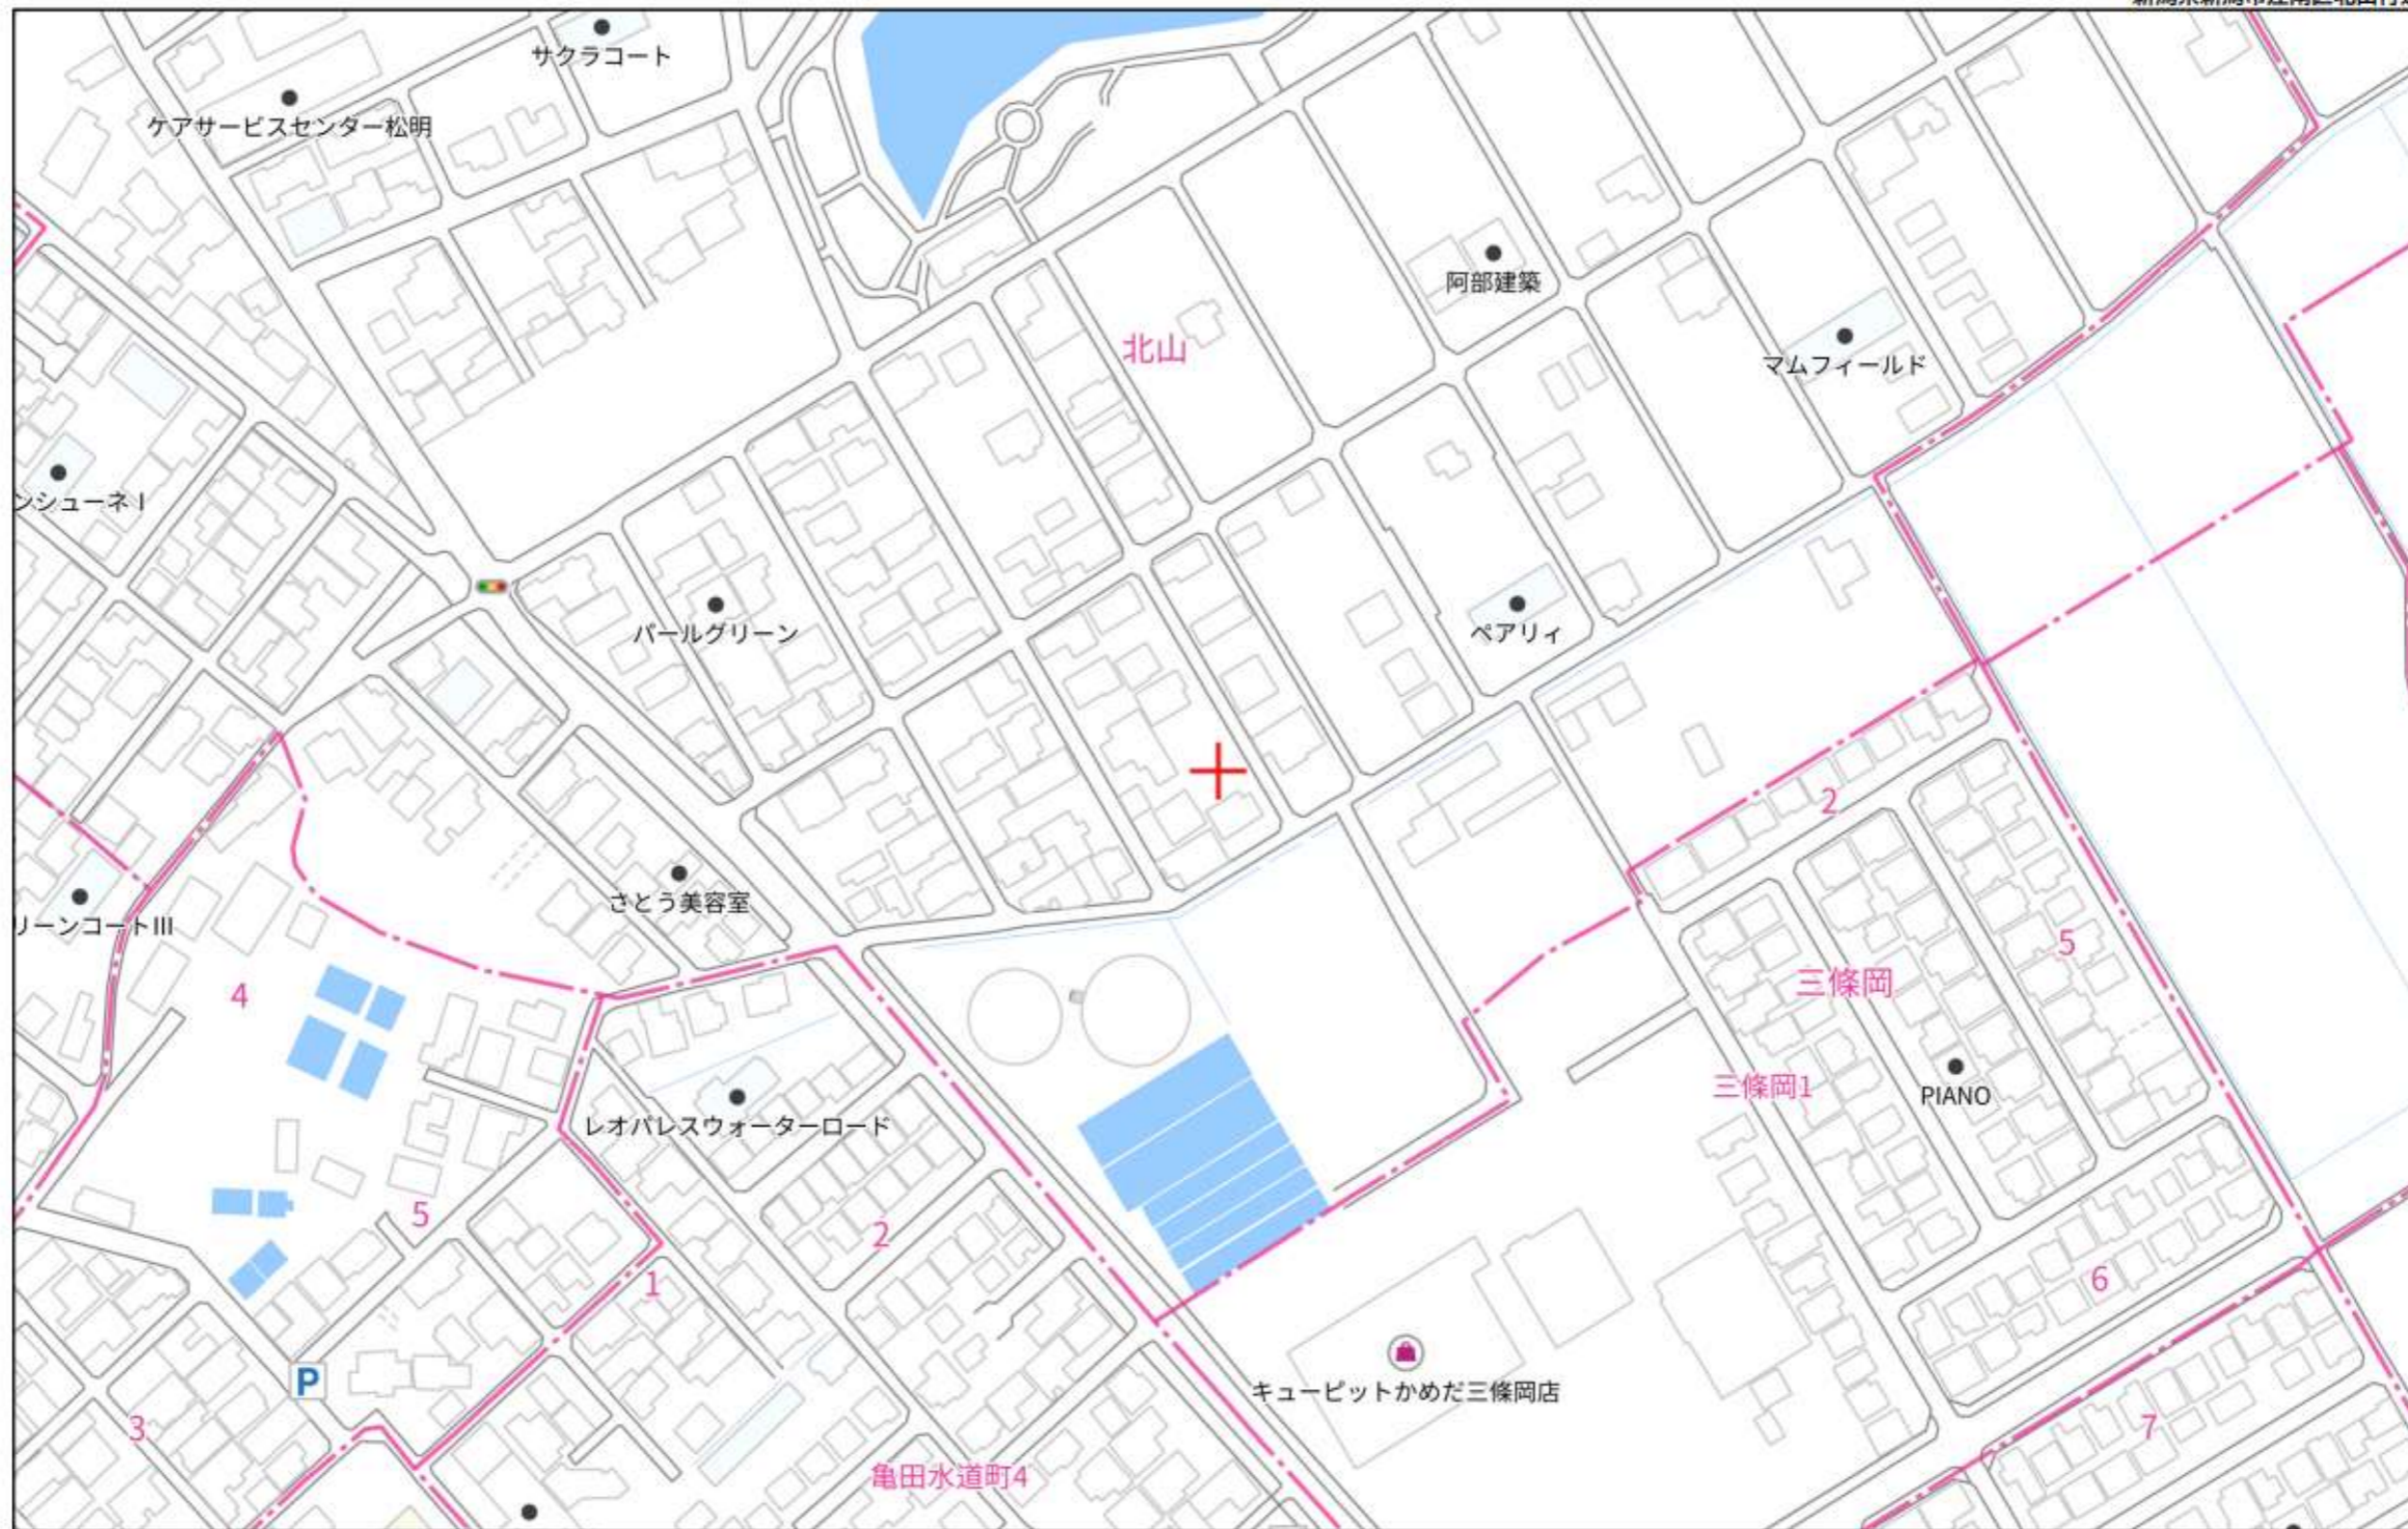 サクラコート
ケアサービスセンター松明
阿部建築
北山
マムフィールド
ンシューネ I
パールグリーン
ペアリィ
2
さとう美容室
リーンコートIII
5
三條岡
4
三條岡1
PIANO
レオパレスウォーターロード
5
2
1
6
P
キューピットかめだ三條岡店
3
7
亀田水道町4